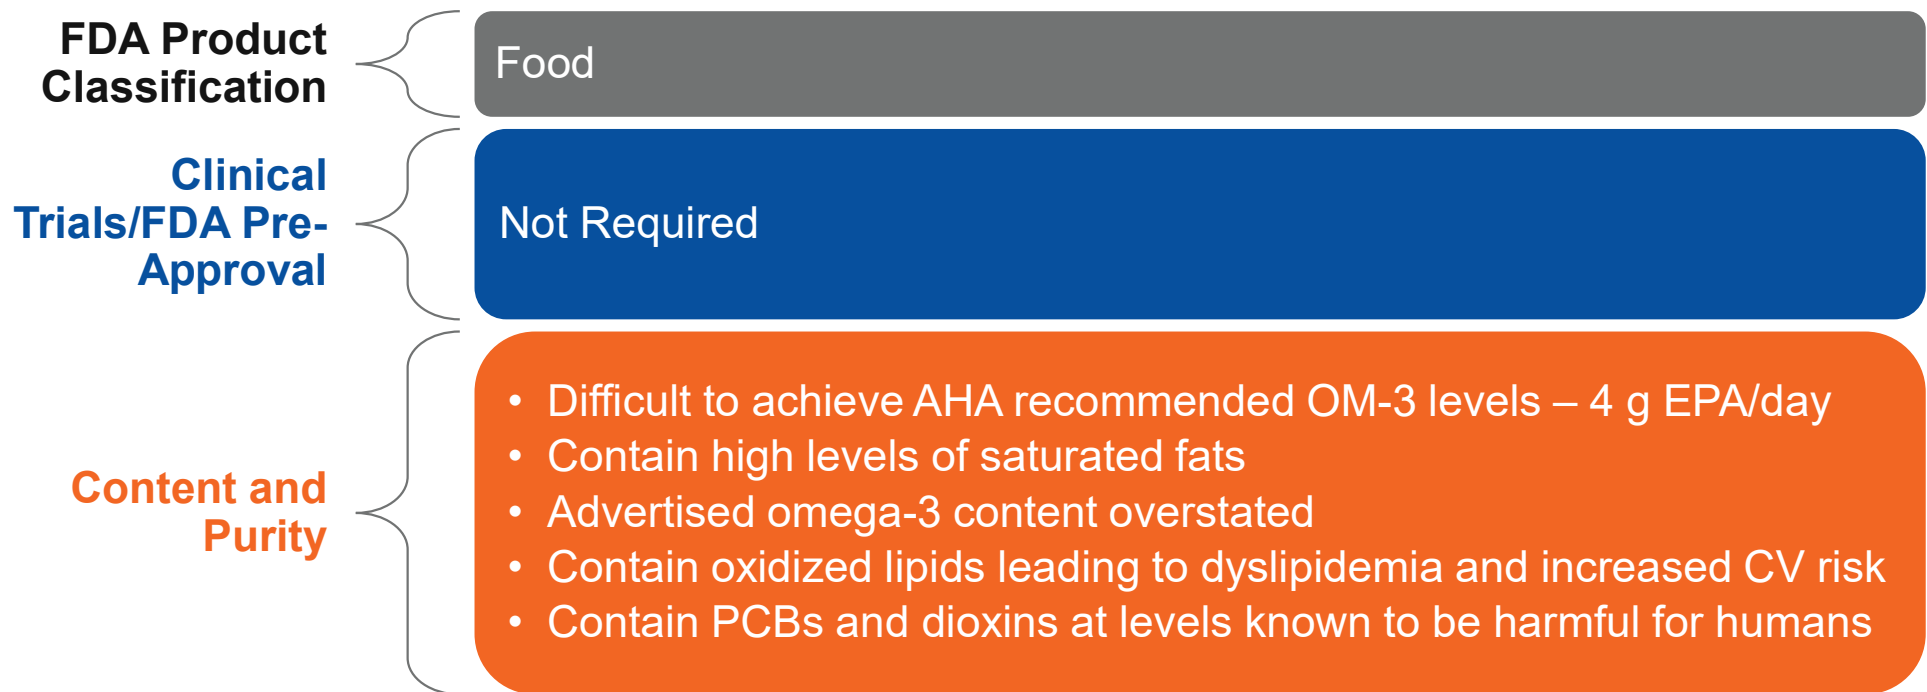 FDA Product
Classification
Food
Clinical
Trials/FDA Pre-
Approval
Not Required
Content and
Purity
• Difficult to achieve AHA recommended OM-3 levels – 4 g EPA/day
• Contain high levels of saturated fats
• Advertised omega-3 content overstated
• Contain oxidized lipids leading to dyslipidemia and increased CV risk
• Contain PCBs and dioxins at levels known to be harmful for humans